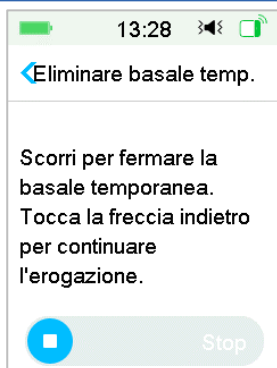 13:28
Eliminare basale temp.
Scorri per fermare la
basale temporanea.
Tocca la freccia indietro
per continuare
l'erogazione.
Stop